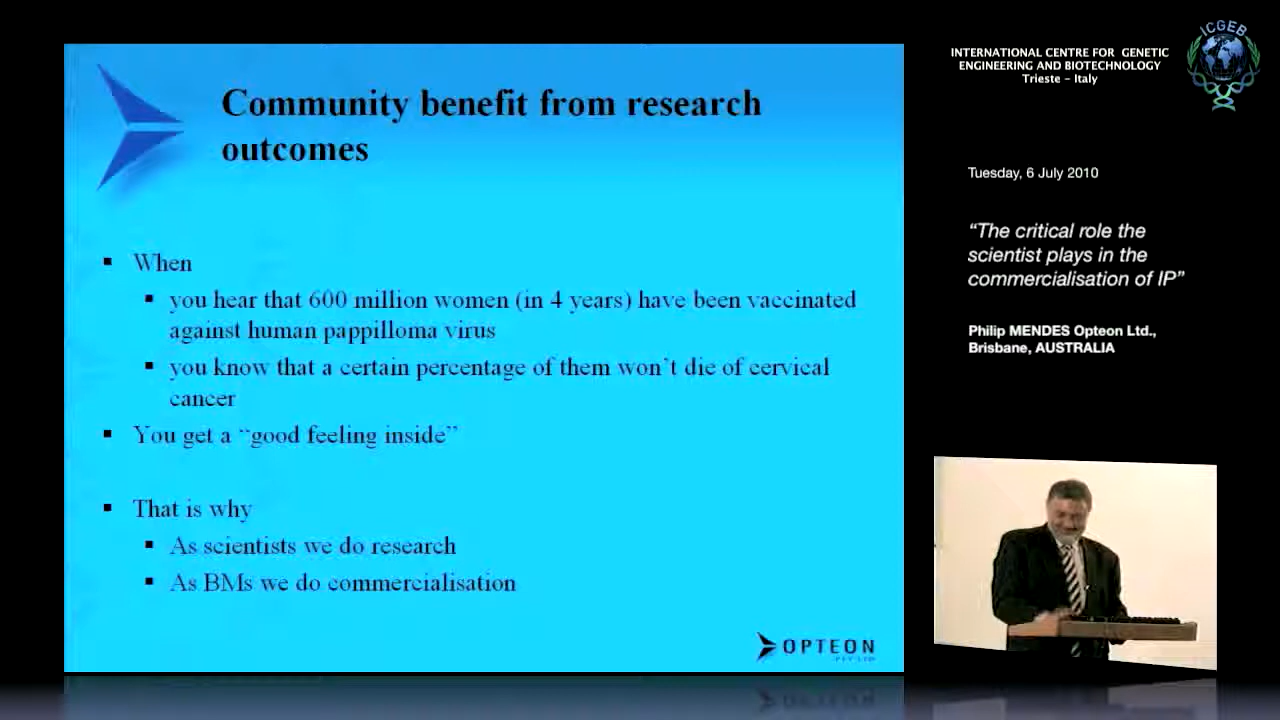 Community benefit from research
outcomes
▪ When
▪ you hear that 600 million women (in 4 years) have been vaccinated
against human pappilloma virus
▪ you know that a certain percentage of them won't die of cervical
cancer
▪ You get a “good feeling inside”
▪ That is why
▪ As scientists we do research
▪ As BMs we do commercialisation
OPTEON
PTY LTD
INTERNATIONAL CENTRE FOR GENETIC
ENGINEERING AND BIOTECHNOLOGY
Trieste - Italy
ICGEB
Tuesday, 6 July 2010
“The critical role the
scientist plays in the
commercialisation of IP”
Philip MENDES Opteon Ltd.,
Brisbane, AUSTRALIA